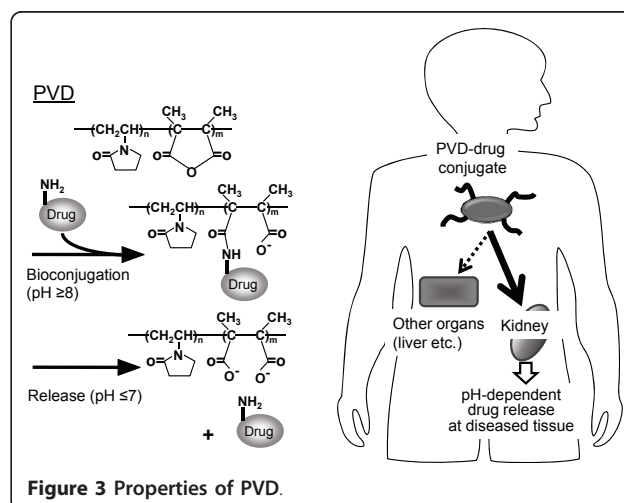 PVD
CH₃ CH₃
(CH₂CH)n (C C)m
N
O O O O
NH₂
Drug
Bioconjugation
(pH ≥8)
CH₃ CH₃
(CH₂CH)n (C C)m
N
O O O
NH O⁻
Drug
Release (pH ≤7)
CH₃ CH₃
(CH₂CH)n (C C)m
N
O O O
O⁻ O⁻
+
NH₂
Drug
PVD-drug
conjugate
Other organs
(liver etc.)
Kidney
pH-dependent
drug release
at diseased tissue
Figure 3 Properties of PVD.